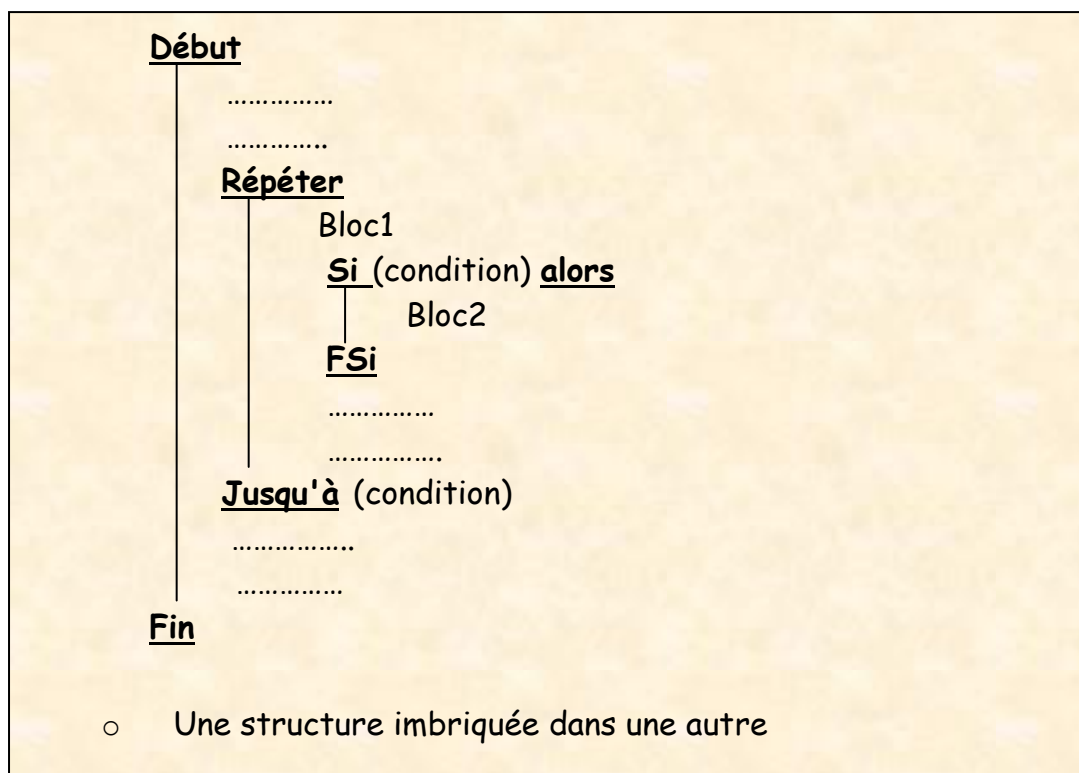 Début
……………
…………..
Répéter
Bloc1
Si (condition) alors
Bloc2
FSi
……………
…………….
Jusqu'à (condition)
……………..
……………
Fin
o Une structure imbriquée dans une autre